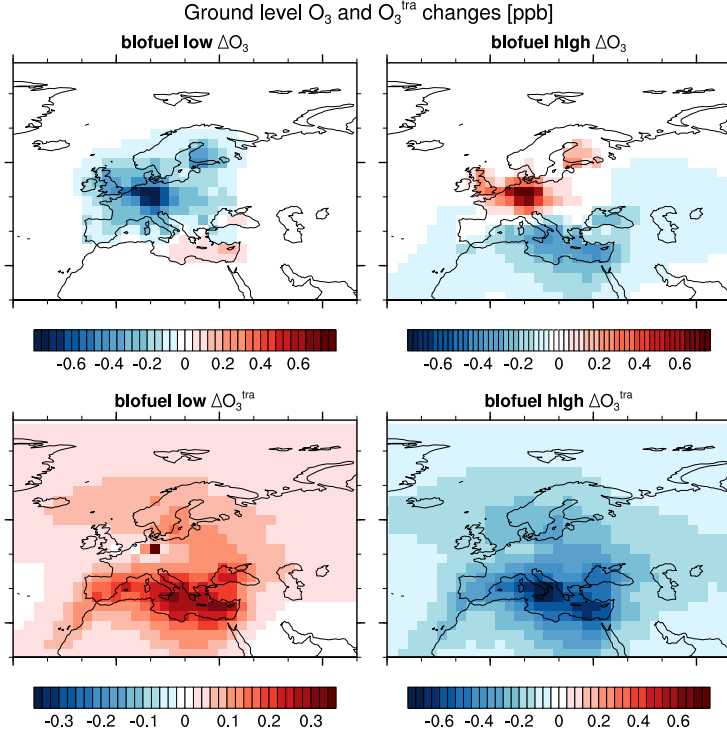 Ground level O₃ and O₃ᵗʳᵃ changes [ppb]
biofuel low ΔO₃
biofuel hIgh ΔO₃
-0.6 -0.4 -0.2 0 0.2 0.4 0.6
-0.6 -0.4 -0.2 0 0.2 0.4 0.6
biofuel low ΔO₃ᵗʳᵃ
biofuel hIgh ΔO₃ᵗʳᵃ
-0.3 -0.2 -0.1 0 0.1 0.2 0.3
-0.6 -0.4 -0.2 0 0.2 0.4 0.6